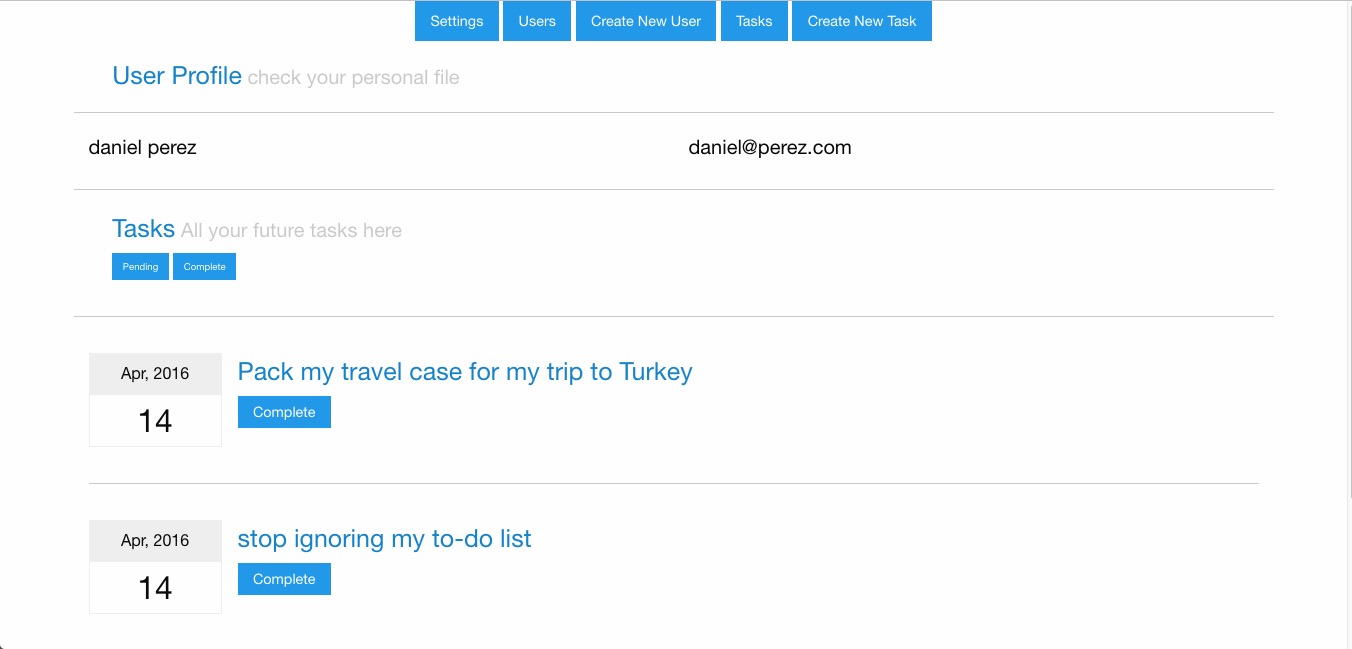 Settings Users Create New User Tasks Create New Task
User Profile check your personal file
daniel perez daniel@perez.com
Tasks All your future tasks here
Pending Complete
Apr, 2016
14
Pack my travel case for my trip to Turkey
Complete
Apr, 2016
14
stop ignoring my to-do list
Complete